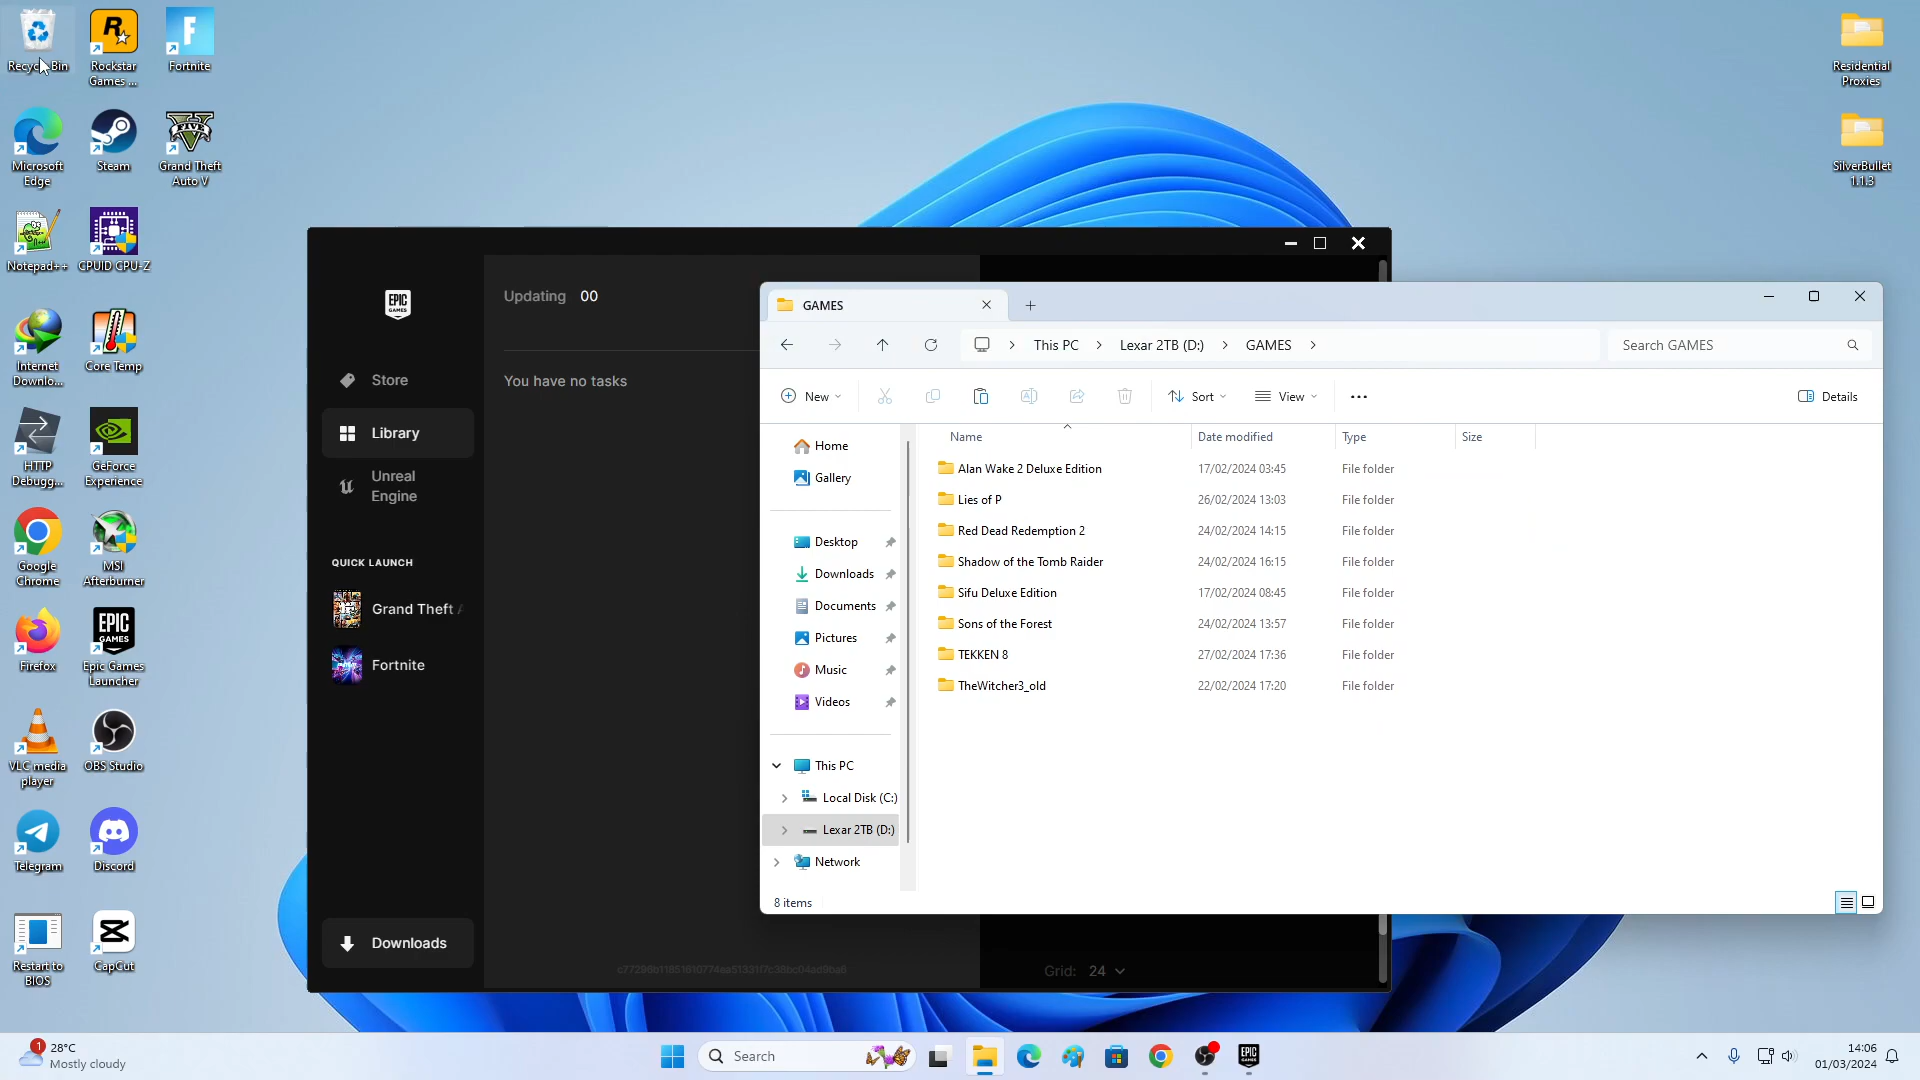 Recycle Bin
Rockstar
Games ...
Fortnite
Microsoft
Edge
Steam
Grand Theft
Auto V
Notepad++
CPUID CPU-Z
Internet
Downlo...
Core Temp
HTTP
Debugg...
GeForce
Experience
Google
Chrome
MSI
Afterburner
Firefox
Epic Games
Launcher
VLC media
player
OBS Studio
Telegram
Discord
Restart to
BIOS
CapCut
Residential
Proxies
SilverBullet
1.1.3
EPIC
GAMES
Store
Library
Unreal
Engine
QUICK LAUNCH
Grand Theft
Fortnite
Downloads
Updating 00
You have no tasks
Grid: 24
GAMES
This PC
Lexar 2TB (D:)
GAMES
Search GAMES
New
Sort
View
Details
Home
Gallery
Desktop
Downloads
Documents
Pictures
Music
Videos
This PC
Local Disk (C:)
Lexar 2TB (D:)
Network
Name Date modified Type Size
Alan Wake 2 Deluxe Edition 17/02/2024 03:45 File folder
Lies of P 26/02/2024 13:03 File folder
Red Dead Redemption 2 24/02/2024 14:15 File folder
Shadow of the Tomb Raider 24/02/2024 16:15 File folder
Sifu Deluxe Edition 17/02/2024 08:45 File folder
Sons of the Forest 24/02/2024 13:57 File folder
TEKKEN 8 27/02/2024 17:36 File folder
TheWitcher3_old 22/02/2024 17:20 File folder
8 items
1
28°C
Mostly cloudy
Search
14:06
01/03/2024